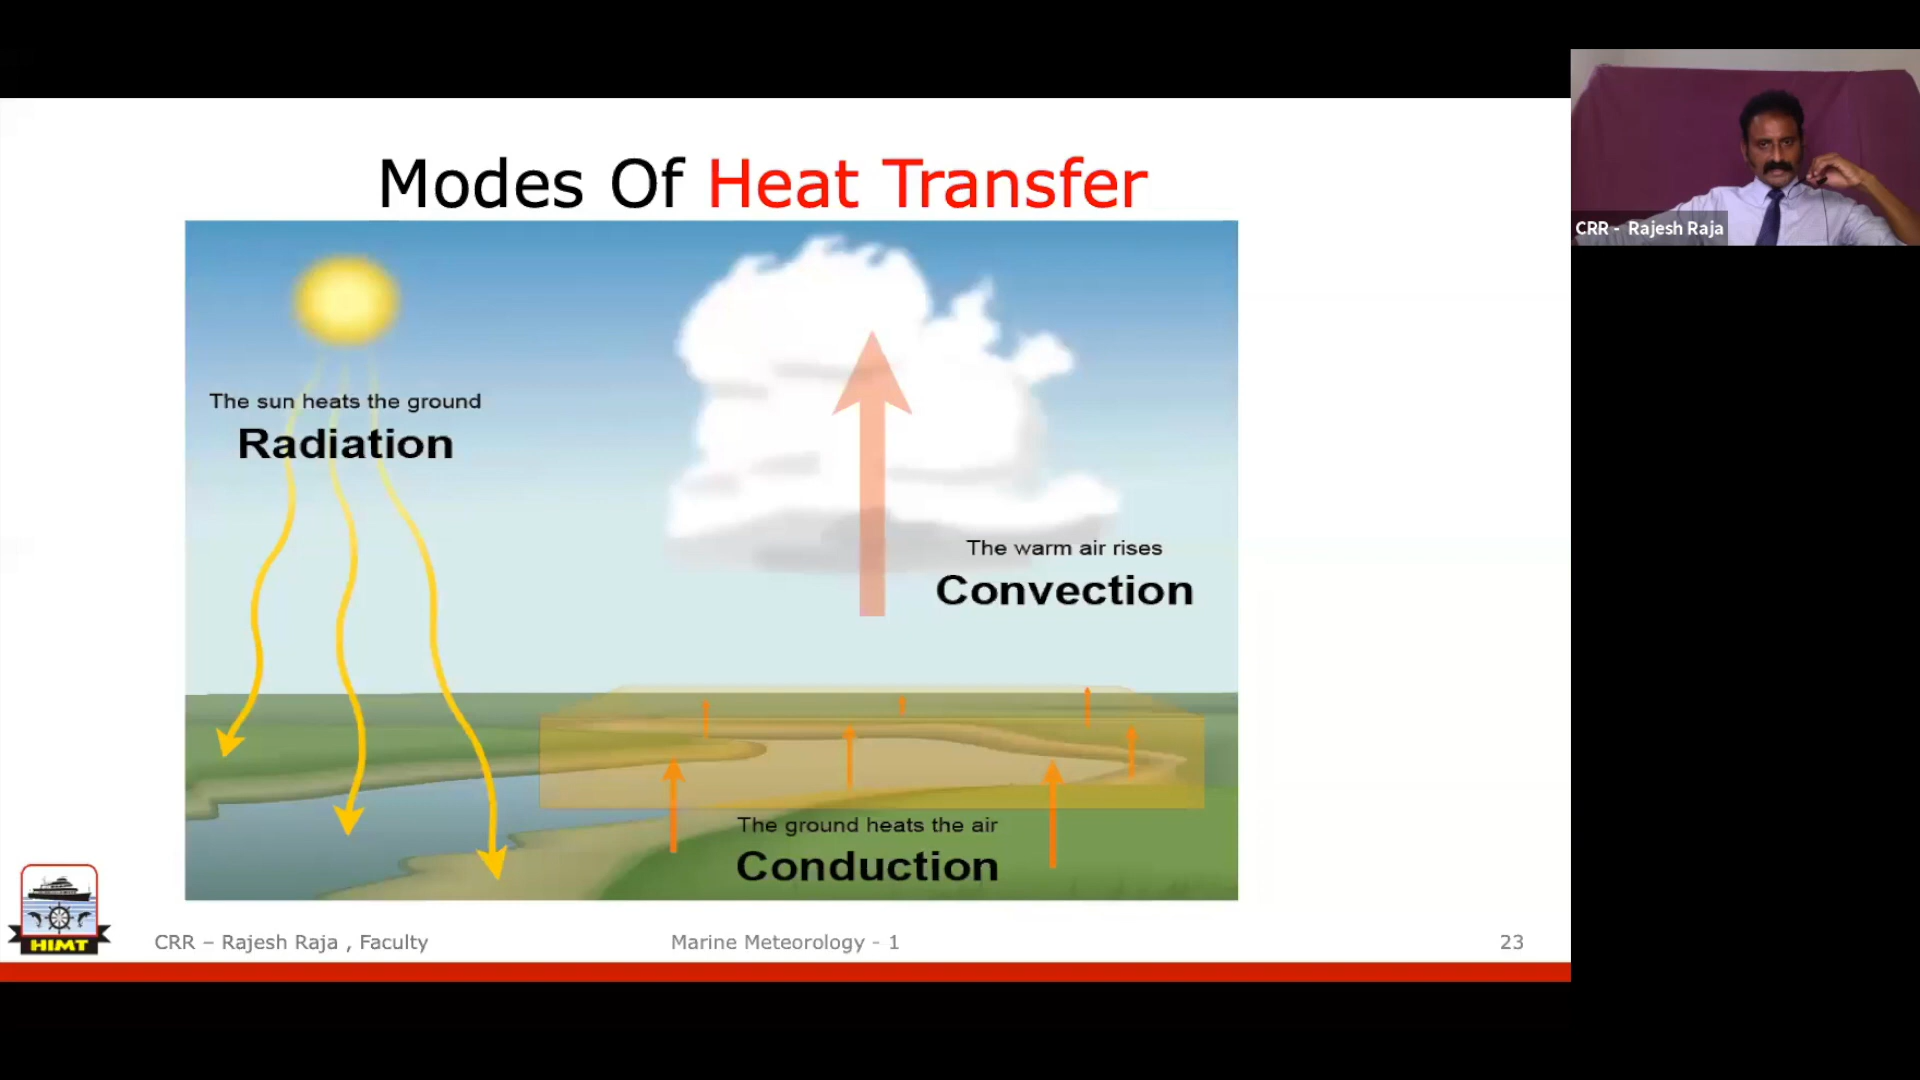 Modes Of Heat Transfer
The sun heats the ground
Radiation
The warm air rises
Convection
The ground heats the air
Conduction
HIMT
CRR – Rajesh Raja , Faculty
Marine Meteorology - 1
23
CRR - Rajesh Raja